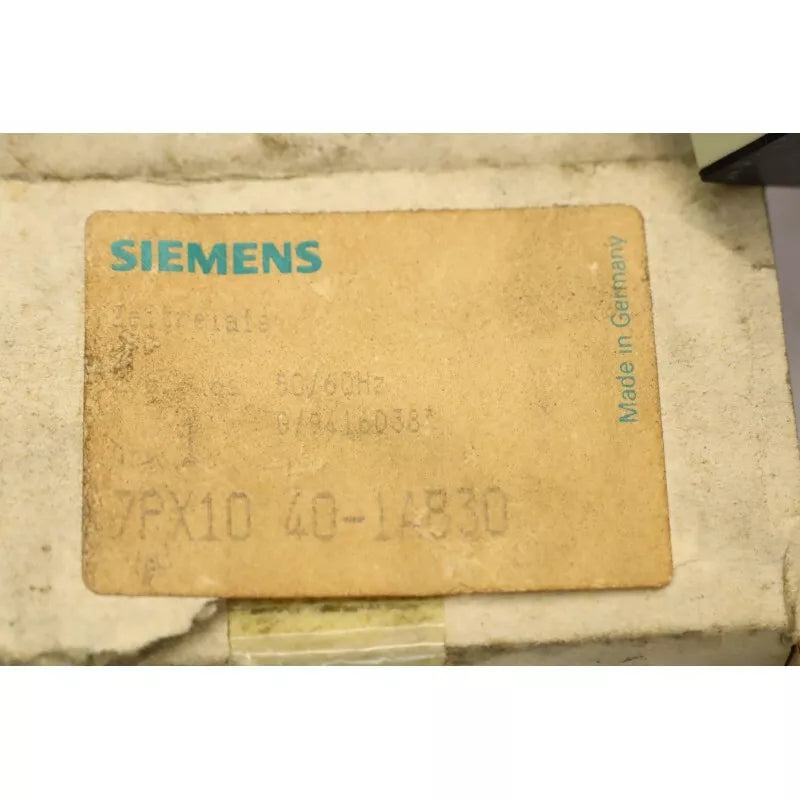 SIEMENS
Made in Germany
Zeitrelais
50/60Hz
7PX10 40-1AB30